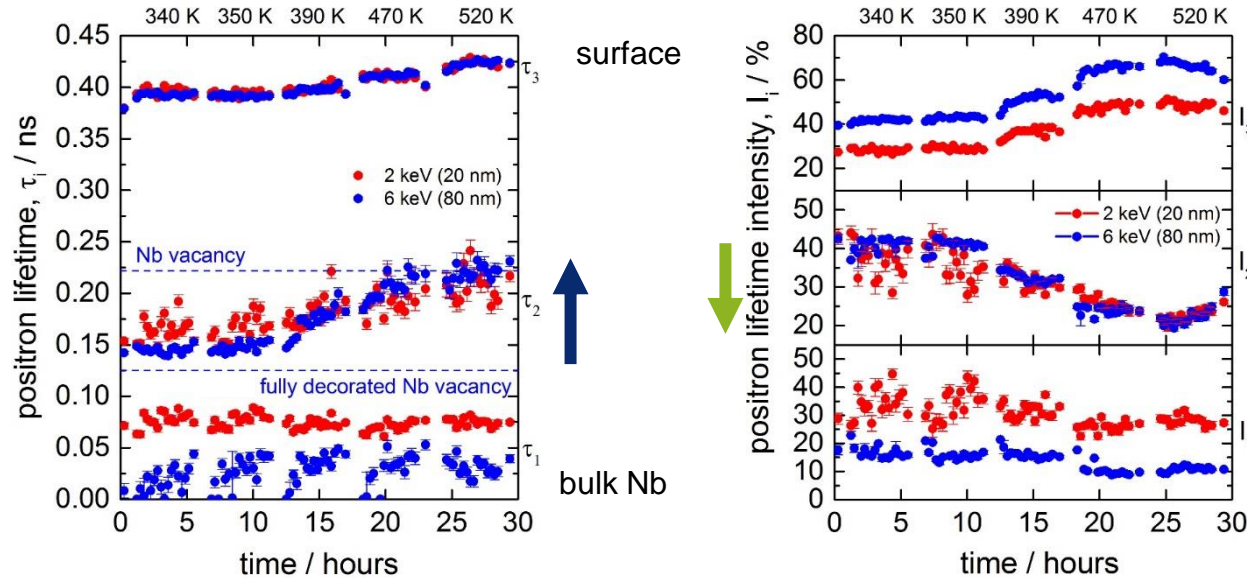 340 K 350 K 390 K 470 K 520 K
0.45
0.40
0.35
0.30
0.25
0.20
0.15
0.10
0.05
0.00
positron lifetime, τi / ns
τ3
2 keV (20 nm)
6 keV (80 nm)
Nb vacancy
τ2
fully decorated Nb vacancy
τ1
0 5 10 15 20 25 30
time / hours
surface
bulk Nb
340 K 350 K 390 K 470 K 520 K
80
60
40
20
50
40
30
20
50
40
30
20
10
0
positron lifetime intensity, Ii / %
2 keV (20 nm)
6 keV (80 nm)
0 5 10 15 20 25 30
time / hours